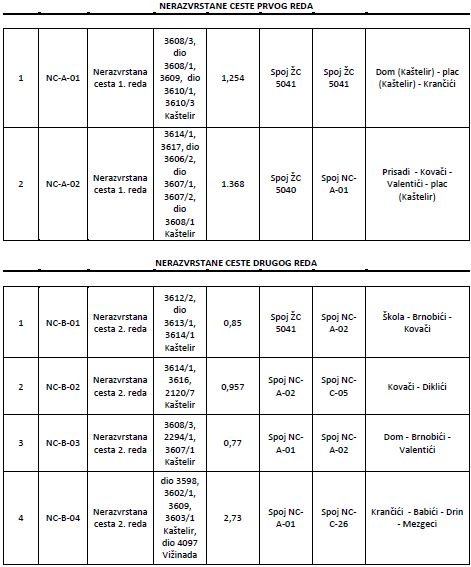 NERAZVRSTANE CESTE PRVOG REDA
1 NC-A-01 Nerazvrstana cesta 1. reda 3608/3, dio 3608/1, 3609, dio 3610/1, 3610/3 Kaštelir 1,254 Spoj ŽC 5041 Spoj ŽC 5041 Dom (Kaštelir) - plac (Kaštelir) - Krančići
2 NC-A-02 Nerazvrstana cesta 1. reda 3614/1, 3617, dio 3606/2, dio 3607/1, 3607/2, dio 3608/1 Kaštelir 1.368 Spoj ŽC 5040 Spoj NC-A-01 Prisadi - Kovači - Valentići - plac (Kaštelir)
NERAZVRSTANE CESTE DRUGOG REDA
1 NC-B-01 Nerazvrstana cesta 2. reda 3612/2, dio 3613/1, 3614/1 Kaštelir 0,85 Spoj ŽC 5041 Spoj NC-A-02 Škola - Brnobići - Kovači
2 NC-B-02 Nerazvrstana cesta 2. reda 3614/1, 3616, 2120/7 Kaštelir 0,957 Spoj NC-A-02 Spoj NC-C-05 Kovači - Diklići
3 NC-B-03 Nerazvrstana cesta 2. reda 3608/3, 2294/1, 3607/1 Kaštelir 0,77 Spoj NC-A-01 Spoj NC-A-02 Dom - Brnobići - Valentići
4 NC-B-04 Nerazvrstana cesta 2. reda dio 3598, 3602/1, 3609, 3603/1 Kaštelir, dio 4097 Vižinada 2,73 Spoj NC-A-01 Spoj NC-C-26 Krančići - Babići - Drin - Mezgeci